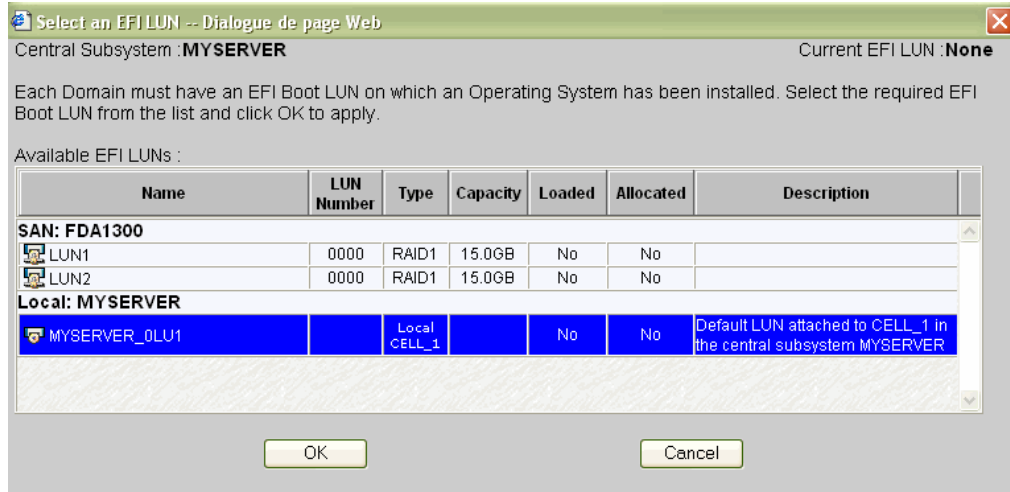 Select an EFI LUN -- Dialogue de page Web
Central Subsystem :MYSERVER Current EFI LUN :None
Each Domain must have an EFI Boot LUN on which an Operating System has been installed. Select the required EFI
Boot LUN from the list and click OK to apply.
Available EFI LUNs :
Name LUN Number Type Capacity Loaded Allocated Description
SAN: FDA1300
LUN1 0000 RAID1 15.0GB No No
LUN2 0000 RAID1 15.0GB No No
Local: MYSERVER
MYSERVER_0LU1 Local CELL_1 No No Default LUN attached to CELL_1 in the central subsystem MYSERVER
OK Cancel